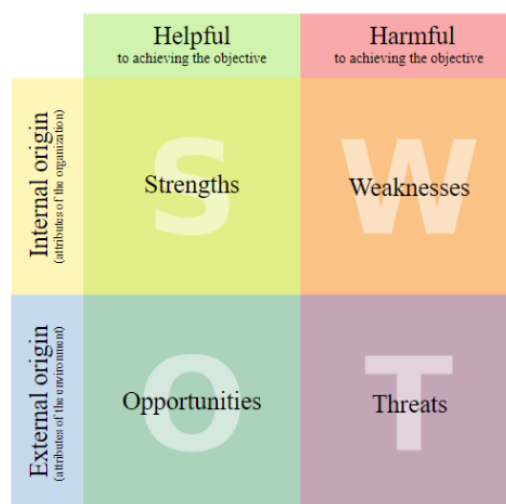 Helpful
to achieving the objective
Harmful
to achieving the objective
Internal origin
(attributes of the organization)
S
Strengths
W
Weaknesses
External origin
(attributes of the environment)
O
Opportunities
T
Threats